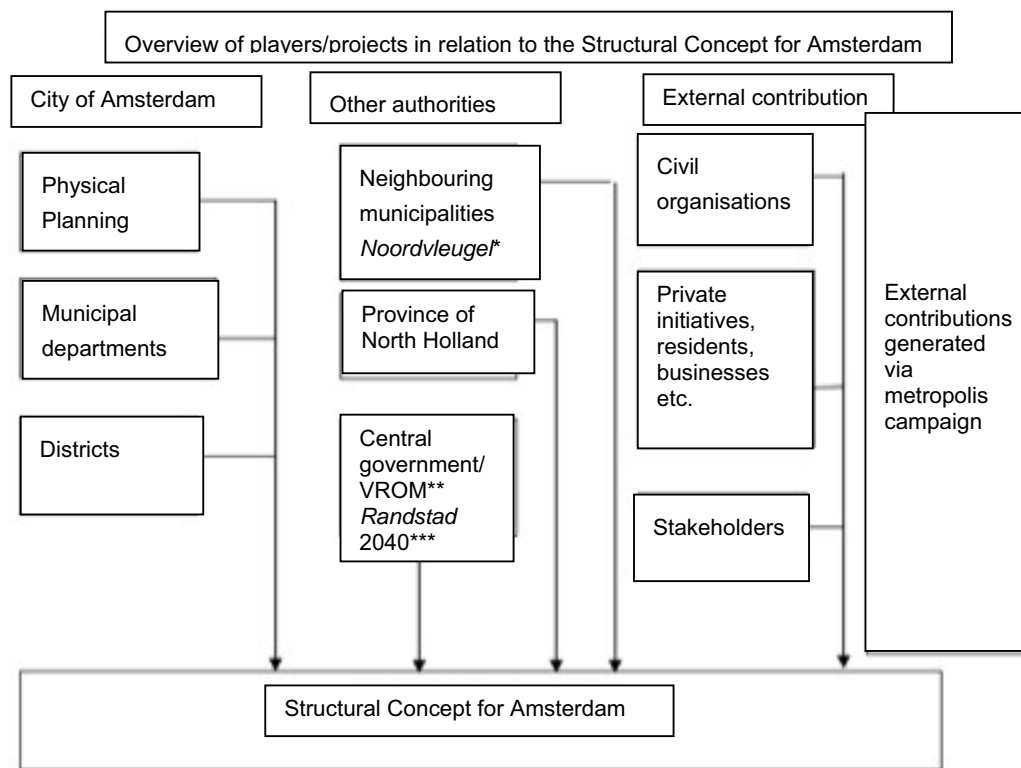 Overview of players/projects in relation to the Structural Concept for Amsterdam
City of Amsterdam
Physical
Planning
Municipal
departments
Districts
Other authorities
Neighbouring
municipalities
Noordvleugel*
Province of
North Holland
Central
government/
VROM**
Randstad
2040***
External contribution
Civil
organisations
Private
initiatives,
residents,
businesses
etc.
Stakeholders
External
contributions
generated
via
metropolis
campaign
Structural Concept for Amsterdam